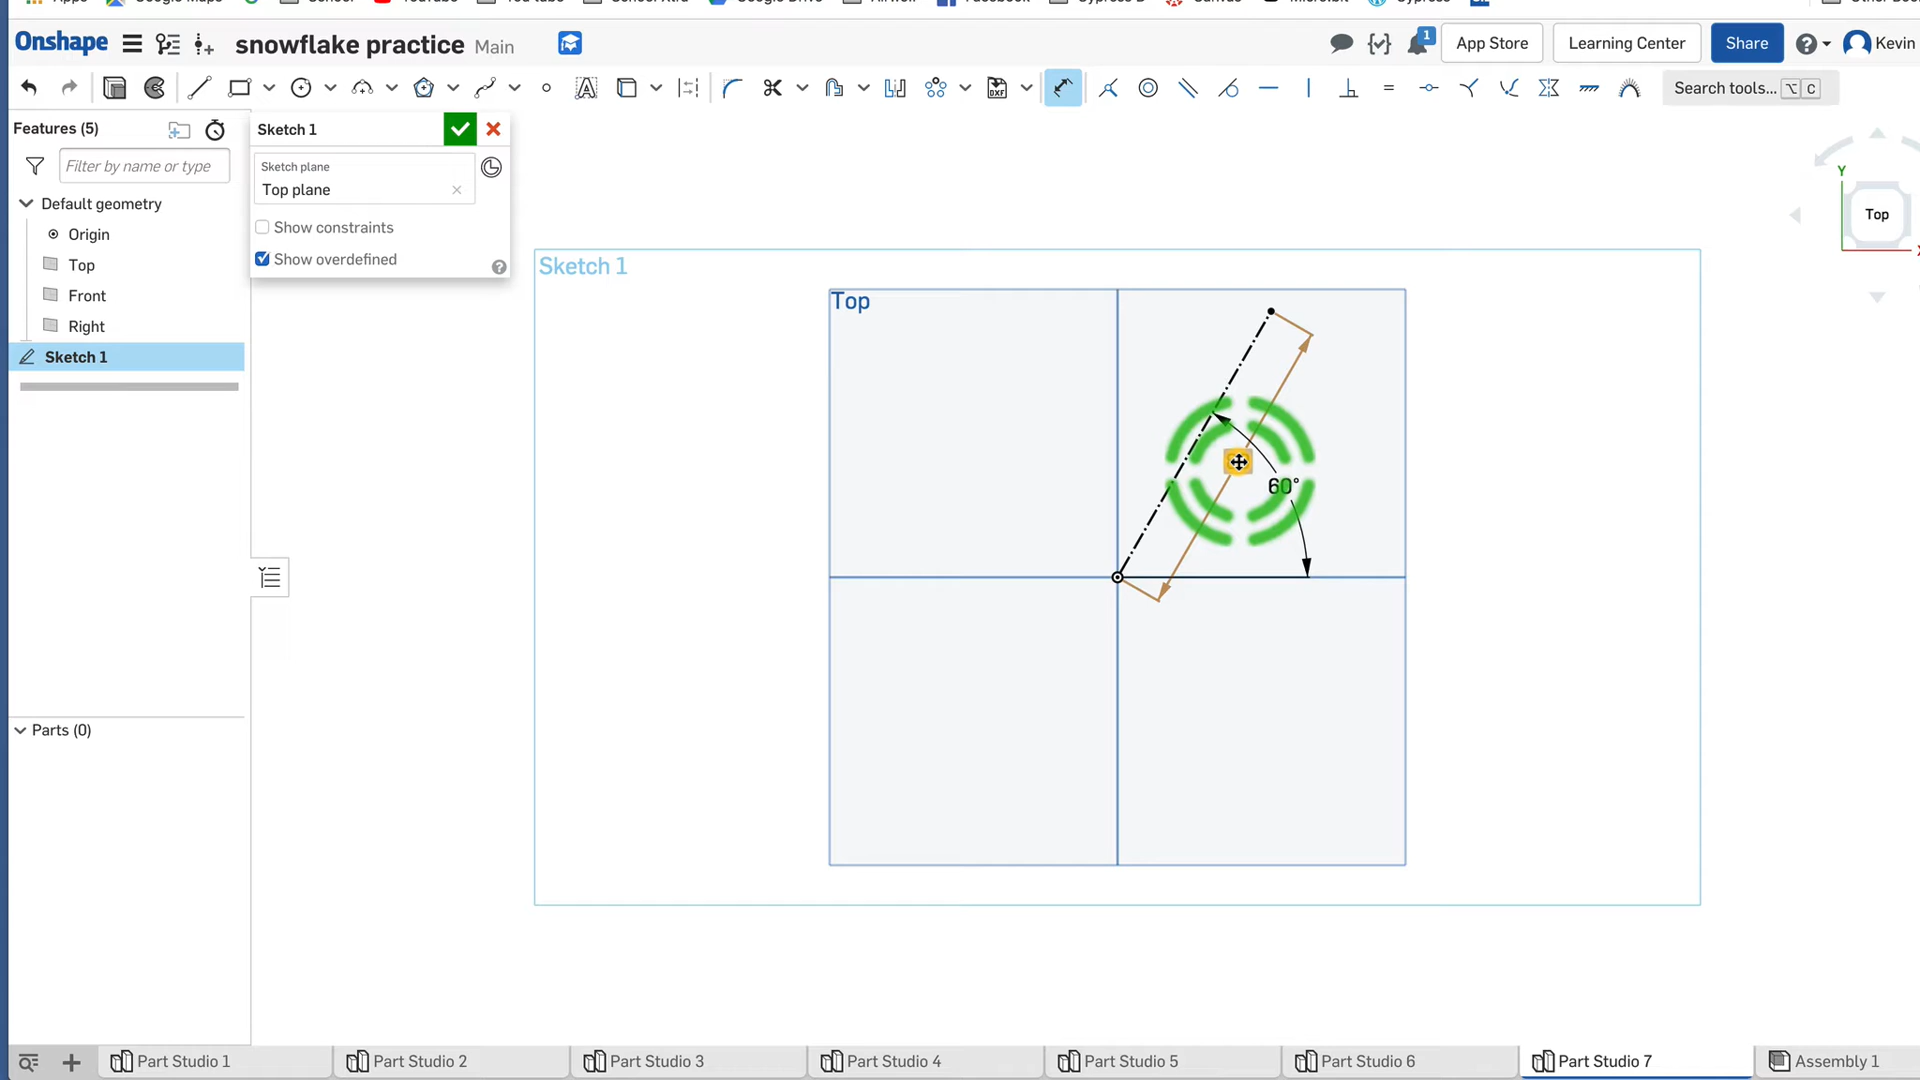 Onshape snowflake practice Main 1 App Store Learning Center Share Kevin
Search tools... ⌥ C
Features (5)
Filter by name or type
Default geometry
Origin
Top
Front
Right
Sketch 1
Parts (0)
Sketch 1
Sketch plane
Top plane
Show constraints
Show overdefined
Sketch 1
Top
60°
Y
Top
Part Studio 1 Part Studio 2 Part Studio 3 Part Studio 4 Part Studio 5 Part Studio 6 Part Studio 7 Assembly 1